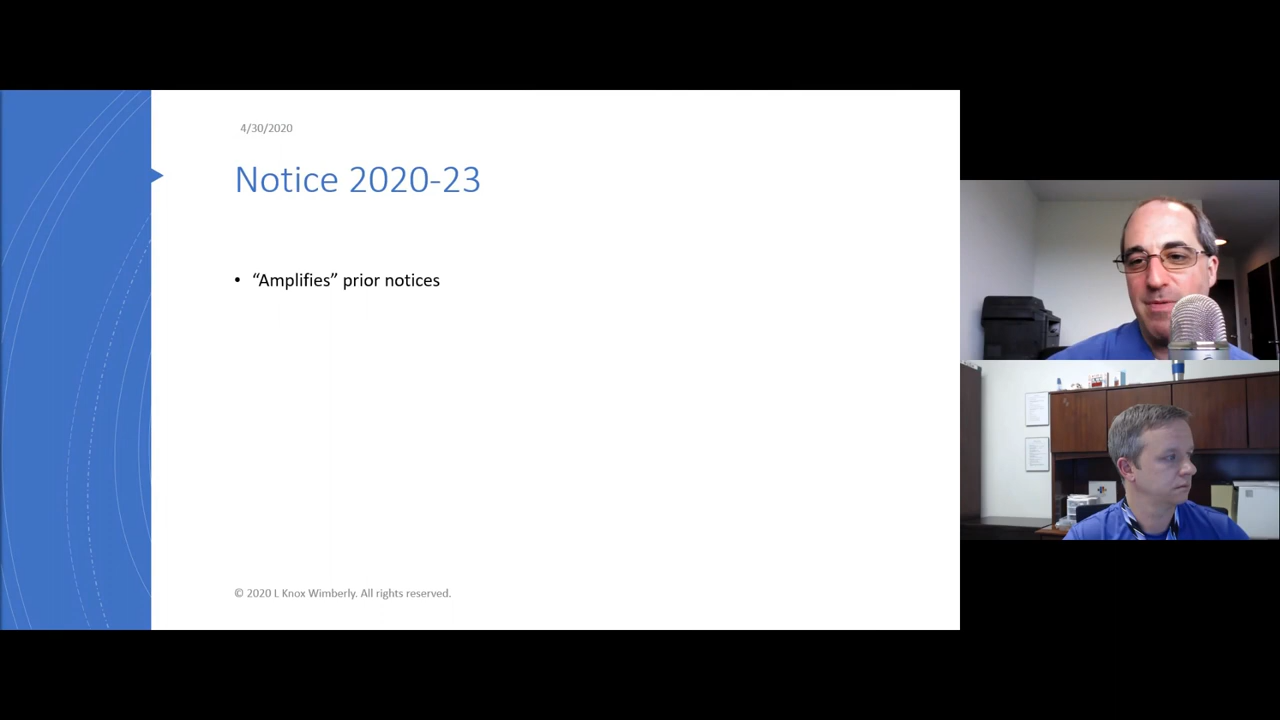 4/30/2020
Notice 2020-23
• “Amplifies” prior notices
© 2020 L Knox Wimberly. All rights reserved.